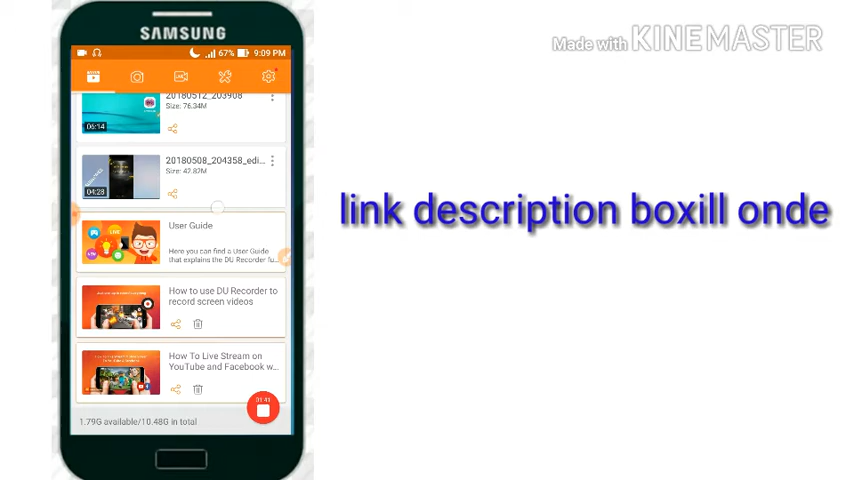 Made with KINEMASTER
SAMSUNG
67% 9:09 PM
20180512_203908
Size: 76.34M
06:14
20180508_204358_edi...
Size: 42.82M
04:28
User Guide
Here you can find a User Guide
that explains the DU Recorder fu...
How to use DU Recorder to
record screen videos
How To Live Stream on
YouTube and Facebook w...
01:41
1.79G available/10.48G in total
link description boxill onde